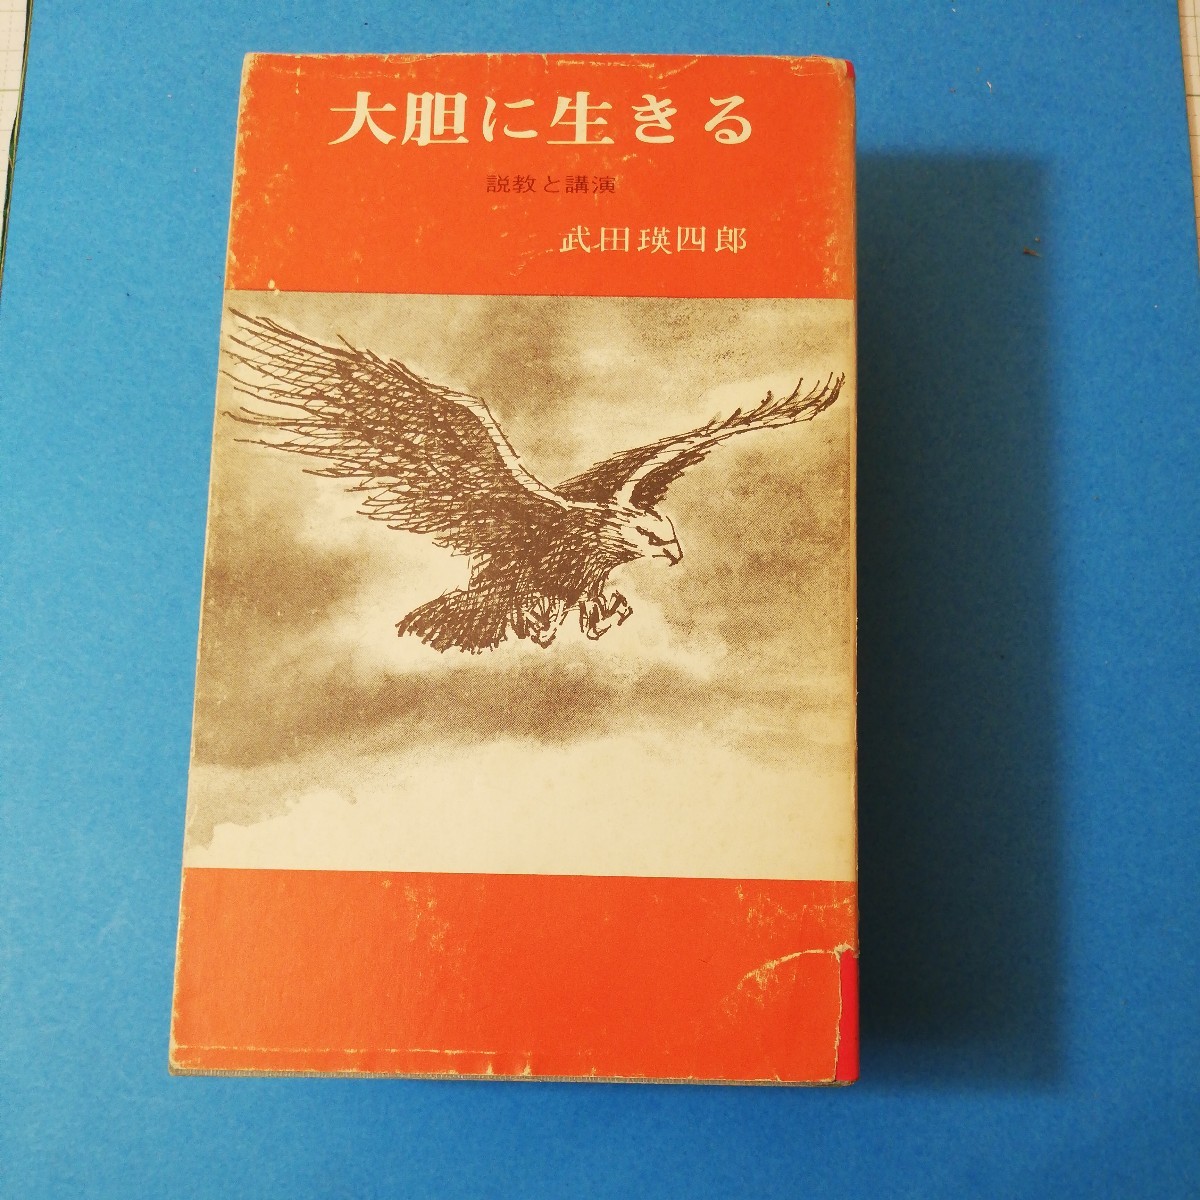 大胆に生きる
説教と講演
武田瑛四郎